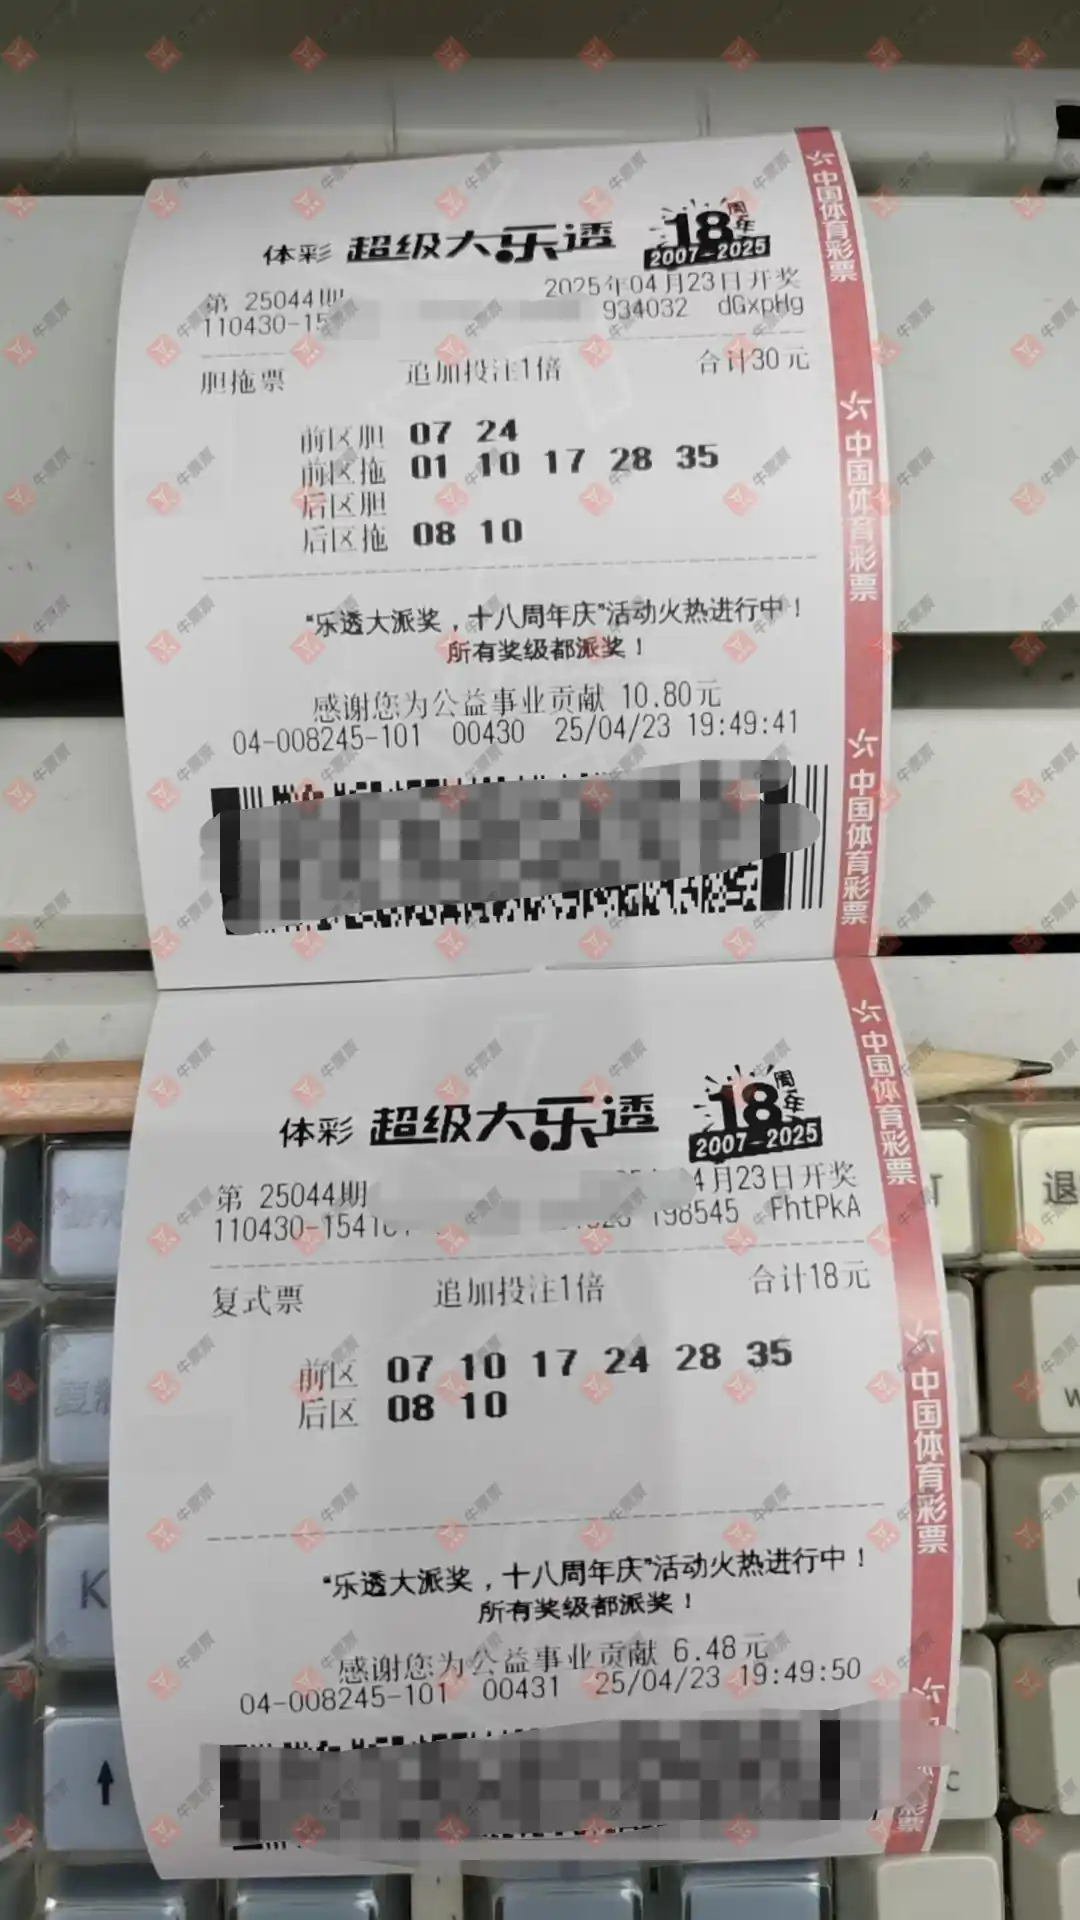 体彩 超级大乐透 18周年
2007-2025
第 25044期 2025年04月23日开奖
110430-15 934032 dGxpHg
胆拖票 追加投注1倍 合计30元
前区胆 07 24
前区拖 01 10 17 28 35
后区胆
后区拖 08 10
“乐透大派奖，十八周年庆”活动火热进行中！
所有奖级都派奖！
感谢您为公益事业贡献 10.80元
04-008245-101 00430 25/04/23 19:49:41
中国体育彩票
中国体育彩票
中国体育彩票
体彩 超级大乐透 18周年
2007-2025
第 25044期 4月23日开奖
110430-1541 198545 FhtPkA
复式票 追加投注1倍 合计18元
前区 07 10 17 24 28 35
后区 08 10
“乐透大派奖，十八周年庆”活动火热进行中！
所有奖级都派奖！
感谢您为公益事业贡献 6.48元
04-008245-101 00431 25/04/23 19:49:50
中国体育彩票
中国体育彩票
彩票
退
K
↑
牛票票